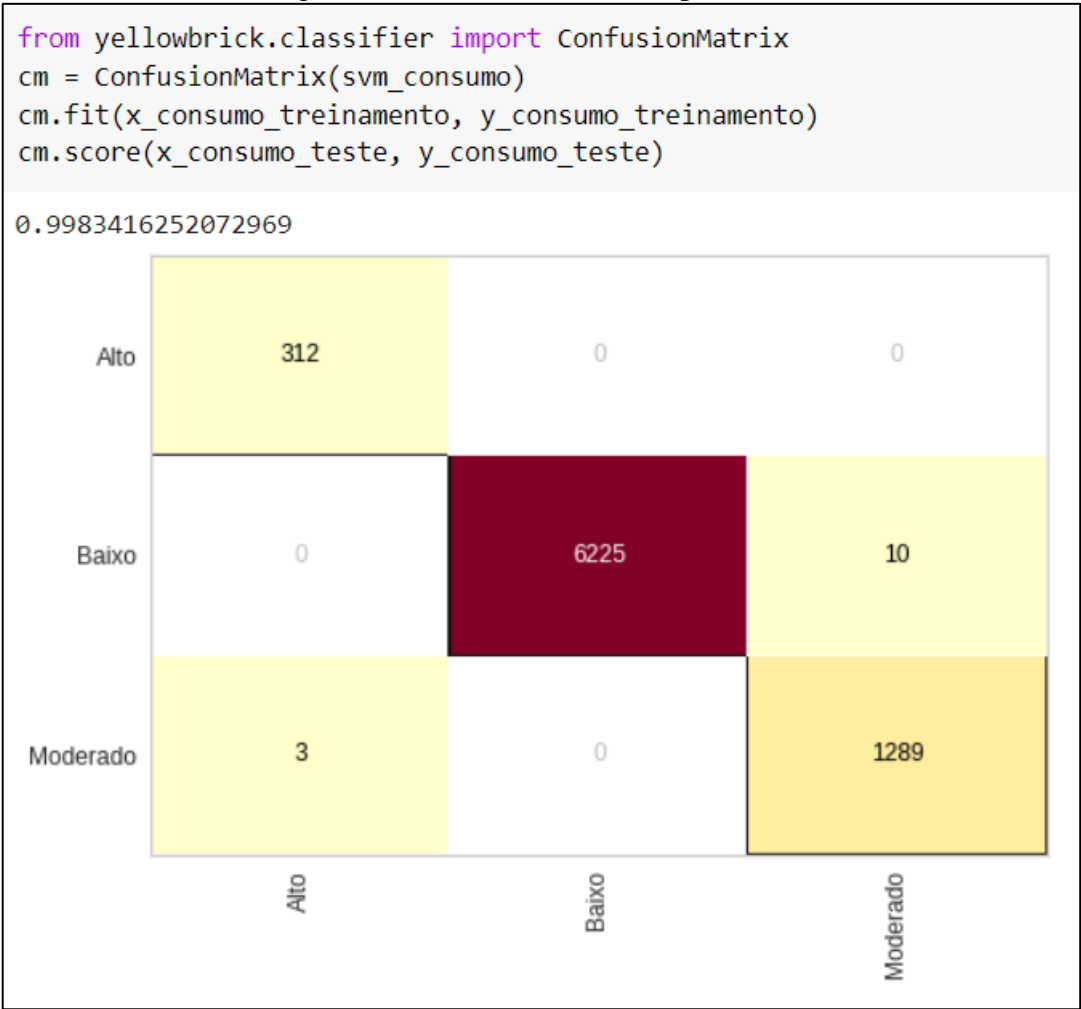 from yellowbrick.classifier import ConfusionMatrix
cm = ConfusionMatrix(svm_consumo)
cm.fit(x_consumo_treinamento, y_consumo_treinamento)
cm.score(x_consumo_teste, y_consumo_teste)
0.9983416252072969
Alto 312 0 0
Baixo 0 6225 10
Moderado 3 0 1289
Alto Baixo Moderado